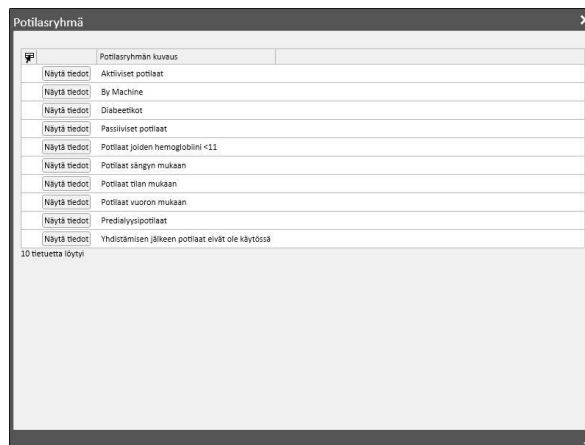 Potilasryhmä
Potilasryhmän kuvaus
Näytä tiedot Aktiiviset potilaat
Näytä tiedot By Machine
Näytä tiedot Diabeetikot
Näytä tiedot Passiiviset potilaat
Näytä tiedot Potilaat joiden hemoglobiini <11
Näytä tiedot Potilaat sängyn mukaan
Näytä tiedot Potilaat tilan mukaan
Näytä tiedot Potilaat vuoron mukaan
Näytä tiedot Predialyysipotilaat
Näytä tiedot Yhdistämisen jälkeen potilaat eivät ole käytössä
10 tietuetta löytyi